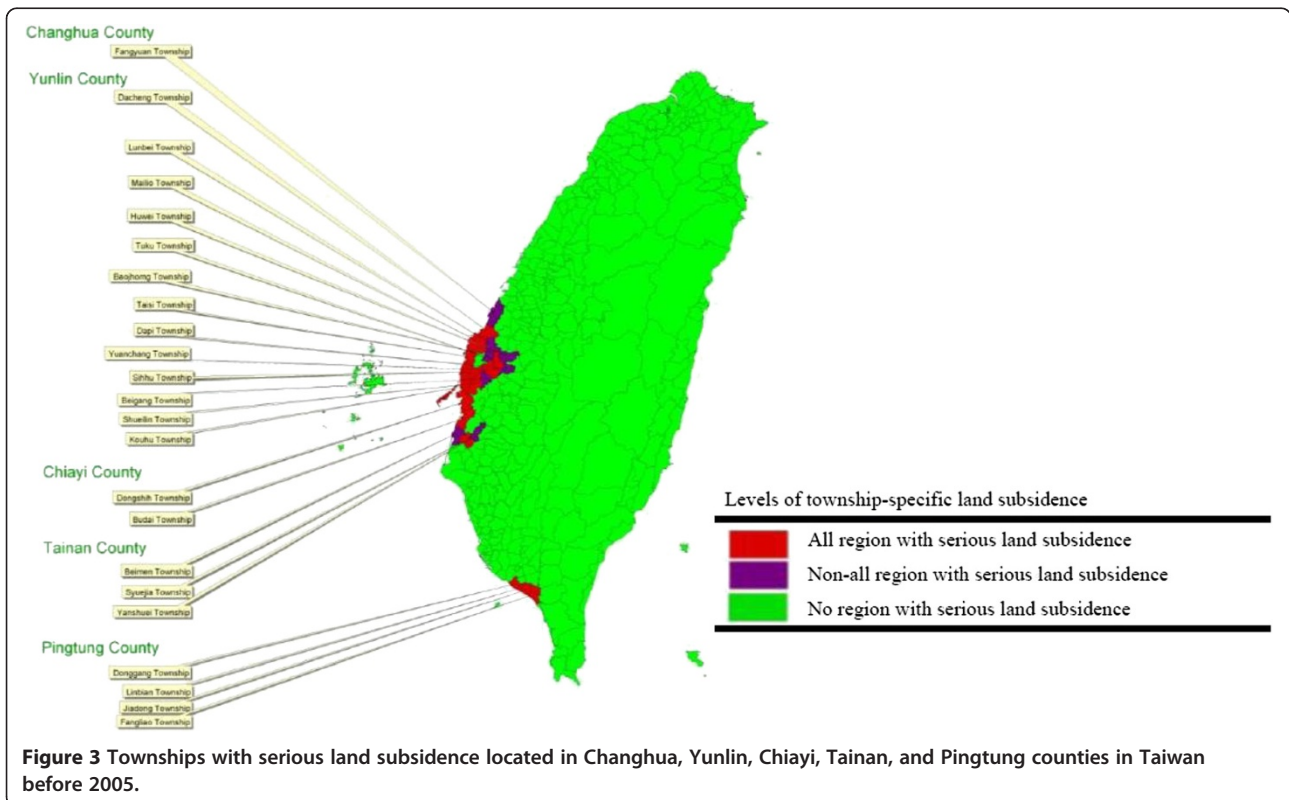 Changhua County
Fangyuan Township
Yunlin County
Dacheng Township
Lunbei Township
Mailio Township
Huwei Township
Tuku Township
Baojhomg Township
Taisi Township
Dapi Township
Yuanchang Township
Sihhu Township
Beigang Township
Shueilin Township
Kouhu Township
Chiayi County
Dongshih Township
Budai Township
Tainan County
Beimen Township
Syuejia Township
Yanshuei Township
Pingtung County
Donggang Township
Linbian Township
Jiadong Township
Fangliao Township
Levels of township-specific land subsidence
All region with serious land subsidence
Non-all region with serious land subsidence
No region with serious land subsidence
Figure 3 Townships with serious land subsidence located in Changhua, Yunlin, Chiayi, Tainan, and Pingtung counties in Taiwan
before 2005.